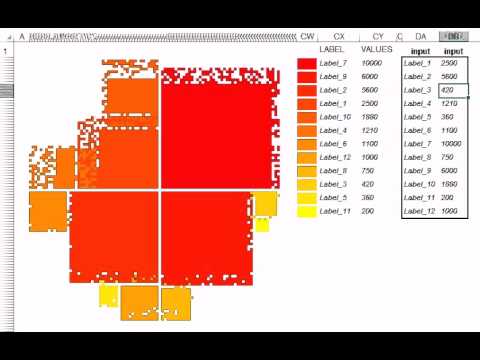 A CW CX CY DA DB
1 LABEL VALUES input input
Label_7 10000 Label_1 2500
Label_9 6000 Label_2 5600
Label_2 5600 Label_3 420
Label_1 2500 Label_4 1210
Label_10 1880 Label_5 360
Label_4 1210 Label_6 1100
Label_6 1100 Label_7 10000
Label_12 1000 Label_8 750
Label_8 750 Label_9 6000
Label_3 420 Label_10 1880
Label_5 360 Label_11 200
Label_11 200 Label_12 1000